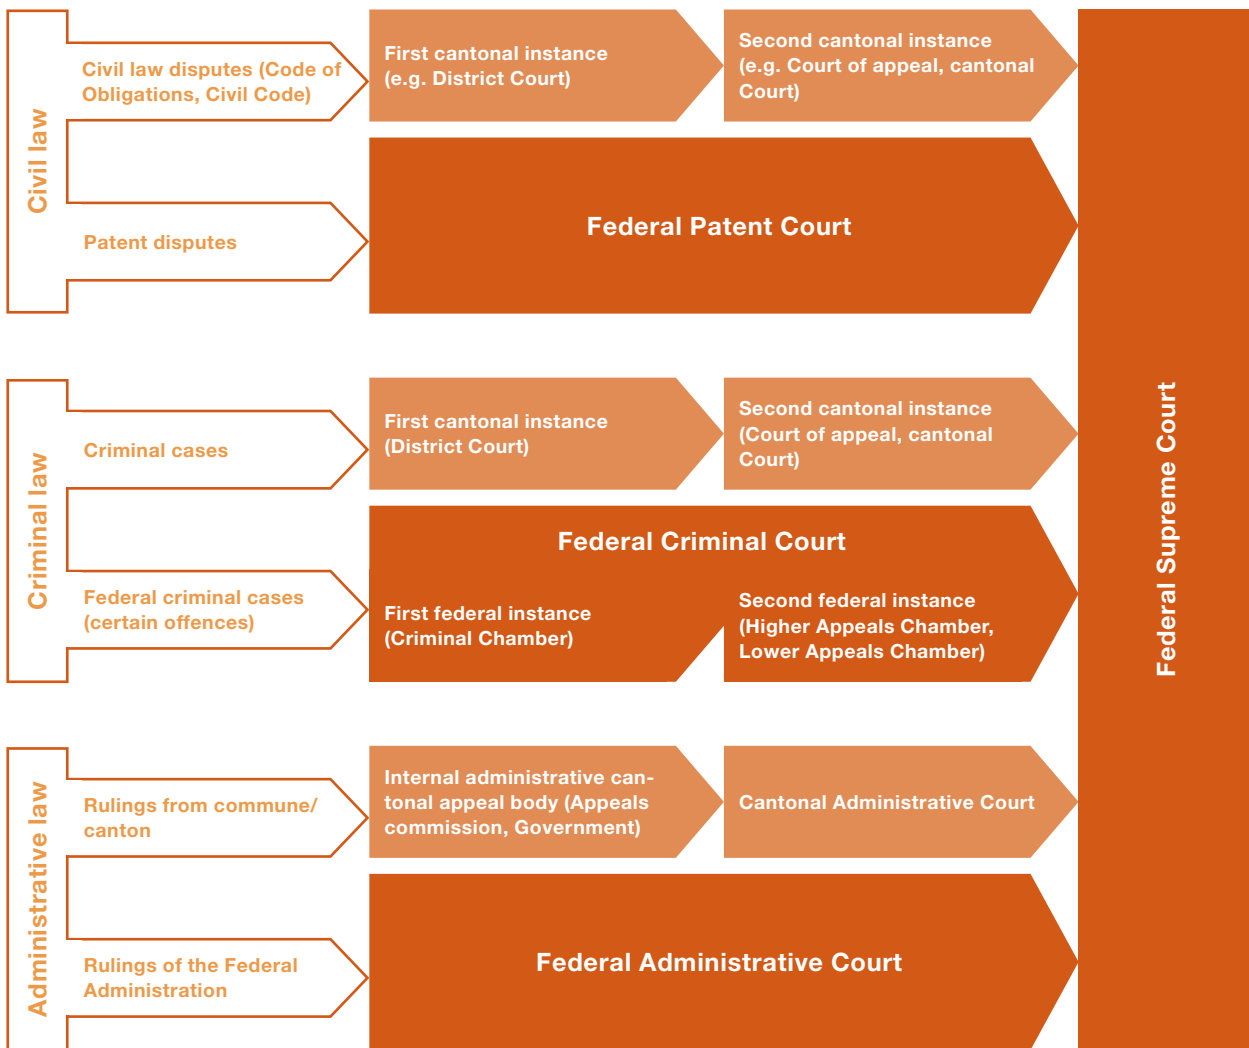 Civil law
Civil law disputes (Code of
Obligations, Civil Code)
First cantonal instance
(e.g. District Court)
Second cantonal instance
(e.g. Court of appeal, cantonal
Court)
Patent disputes
Federal Patent Court
Criminal law
Criminal cases
First cantonal instance
(District Court)
Second cantonal instance
(Court of appeal, cantonal
Court)
Federal criminal cases
(certain offences)
Federal Criminal Court
First federal instance
(Criminal Chamber)
Second federal instance
(Higher Appeals Chamber,
Lower Appeals Chamber)
Administrative law
Rulings from commune/
canton
Internal administrative can-
tonal appeal body (Appeals
commission, Government)
Cantonal Administrative Court
Rulings of the Federal
Administration
Federal Administrative Court
Federal Supreme Court